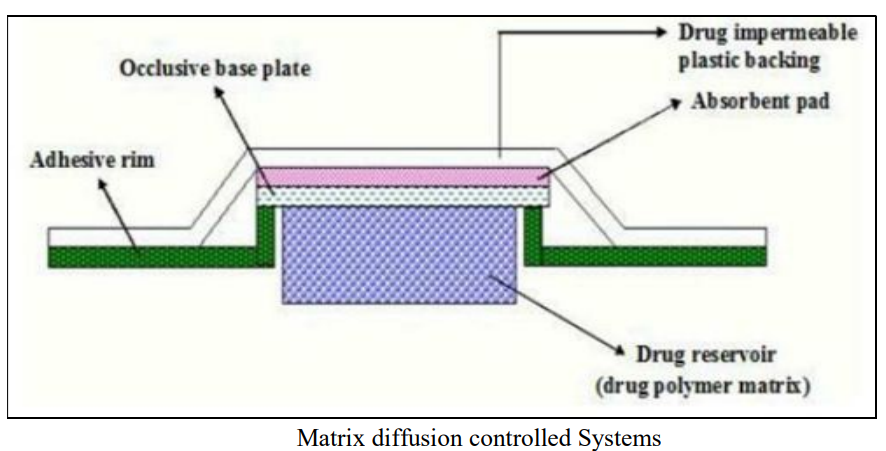 Drug impermeable
plastic backing
Occlusive base plate
Absorbent pad
Adhesive rim
Drug reservoir
(drug polymer matrix)
Matrix diffusion controlled Systems